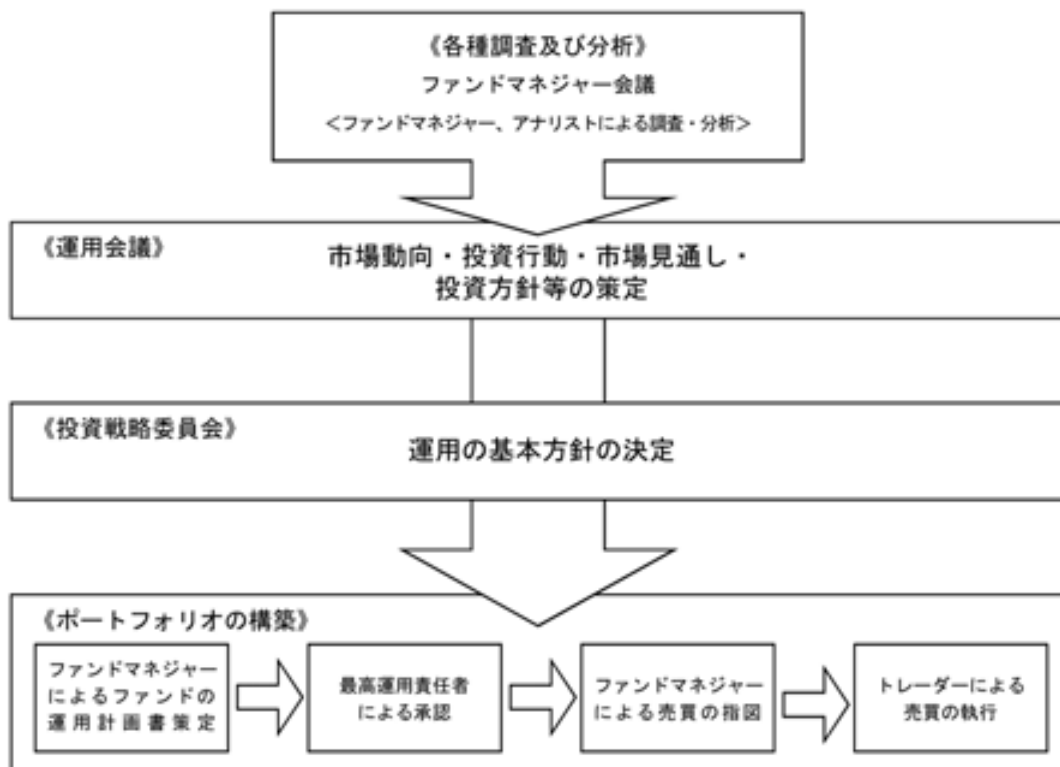 《各種調査及び分析》
ファンドマネジャー会議
＜ファンドマネジャー、アナリストによる調査・分析＞
《運用会議》
市場動向・投資行動・市場見通し・
投資方針等の策定
《投資戦略委員会》
運用の基本方針の決定
《ポートフォリオの構築》
ファンドマネジャー
によるファンドの
運用計画書策定
最高運用責任者
による承認
ファンドマネジャー
による売買の指図
トレーダーによる
売買の執行